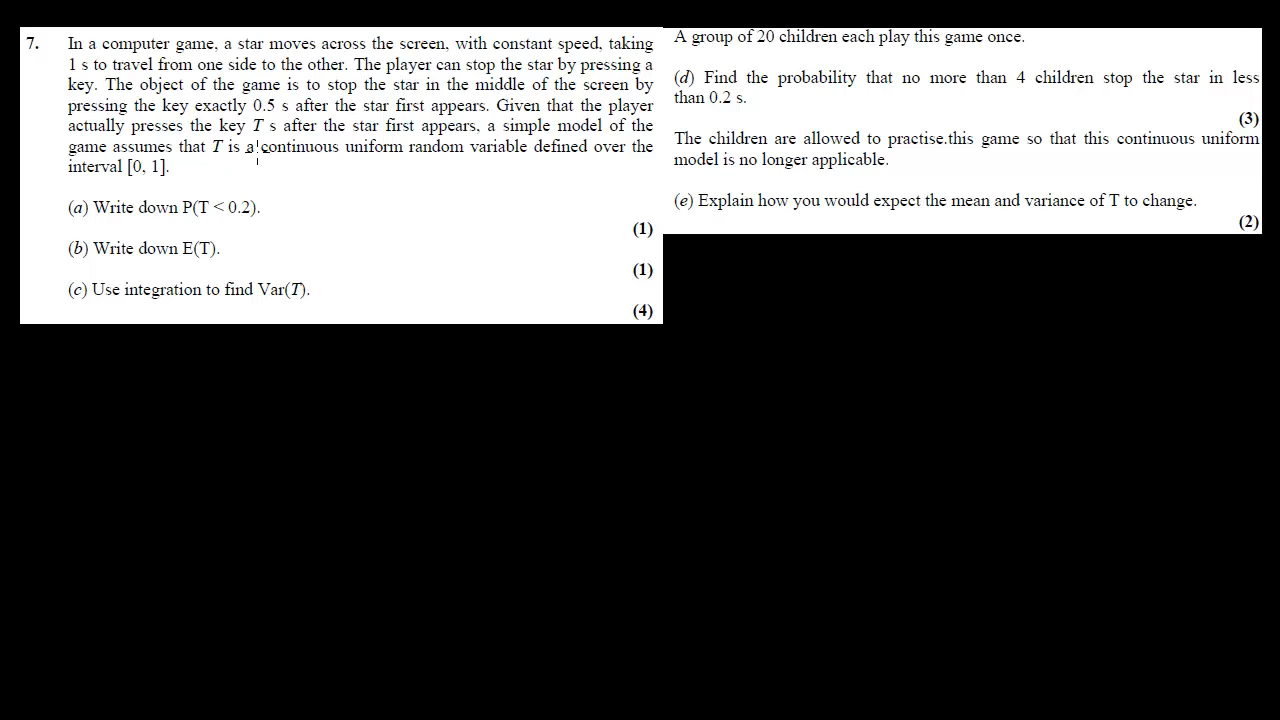 7. In a computer game, a star moves across the screen, with constant speed, taking
1 s to travel from one side to the other. The player can stop the star by pressing a
key. The object of the game is to stop the star in the middle of the screen by
pressing the key exactly 0.5 s after the star first appears. Given that the player
actually presses the key T s after the star first appears, a simple model of the
game assumes that T is a continuous uniform random variable defined over the
interval [0, 1].
(a) Write down P(T < 0.2).
(1)
(b) Write down E(T).
(1)
(c) Use integration to find Var(T).
(4)
A group of 20 children each play this game once.
(d) Find the probability that no more than 4 children stop the star in less
than 0.2 s.
(3)
The children are allowed to practise.this game so that this continuous uniform
model is no longer applicable.
(e) Explain how you would expect the mean and variance of T to change.
(2)